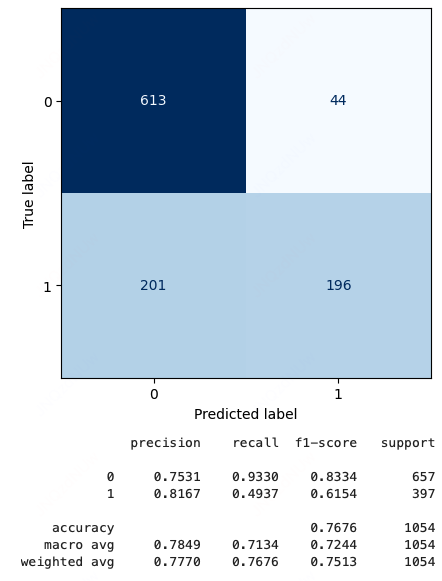 613 44
0
True label
201 196
1
0 1
Predicted label
precision recall f1-score support
0 0.7531 0.9330 0.8334 657
1 0.8167 0.4937 0.6154 397
accuracy 0.7676 1054
macro avg 0.7849 0.7134 0.7244 1054
weighted avg 0.7770 0.7676 0.7513 1054